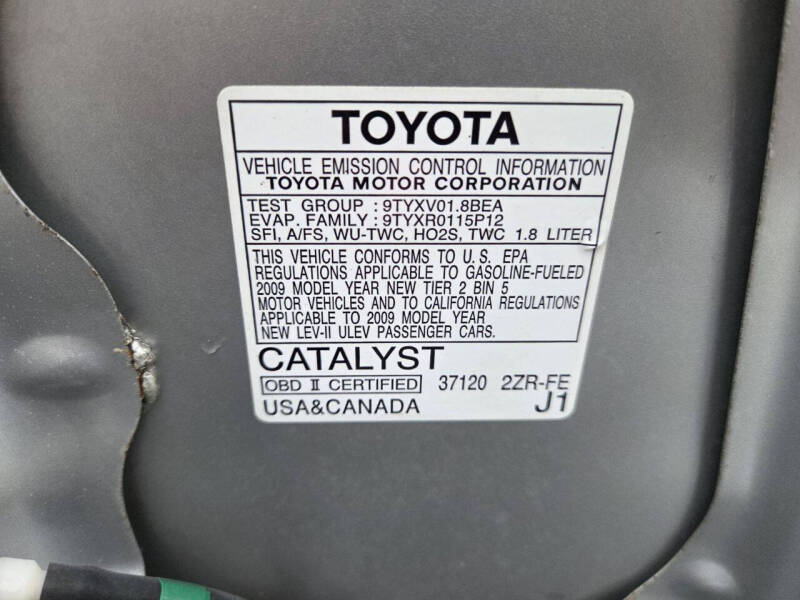 TOYOTA
VEHICLE EMISSION CONTROL INFORMATION
TOYOTA MOTOR CORPORATION
TEST GROUP : 9TYXV01.8BEA
EVAP. FAMILY : 9TYXR0115P12
SFI, A/FS, WU-TWC, HO2S, TWC 1.8 LITER
THIS VEHICLE CONFORMS TO U.S. EPA
REGULATIONS APPLICABLE TO GASOLINE-FUELED
2009 MODEL YEAR NEW TIER 2 BIN 5
MOTOR VEHICLES AND TO CALIFORNIA REGULATIONS
APPLICABLE TO 2009 MODEL YEAR
NEW LEV-II ULEV PASSENGER CARS.
CATALYST
OBD II CERTIFIED 37120 2ZR-FE
USA&CANADA J1